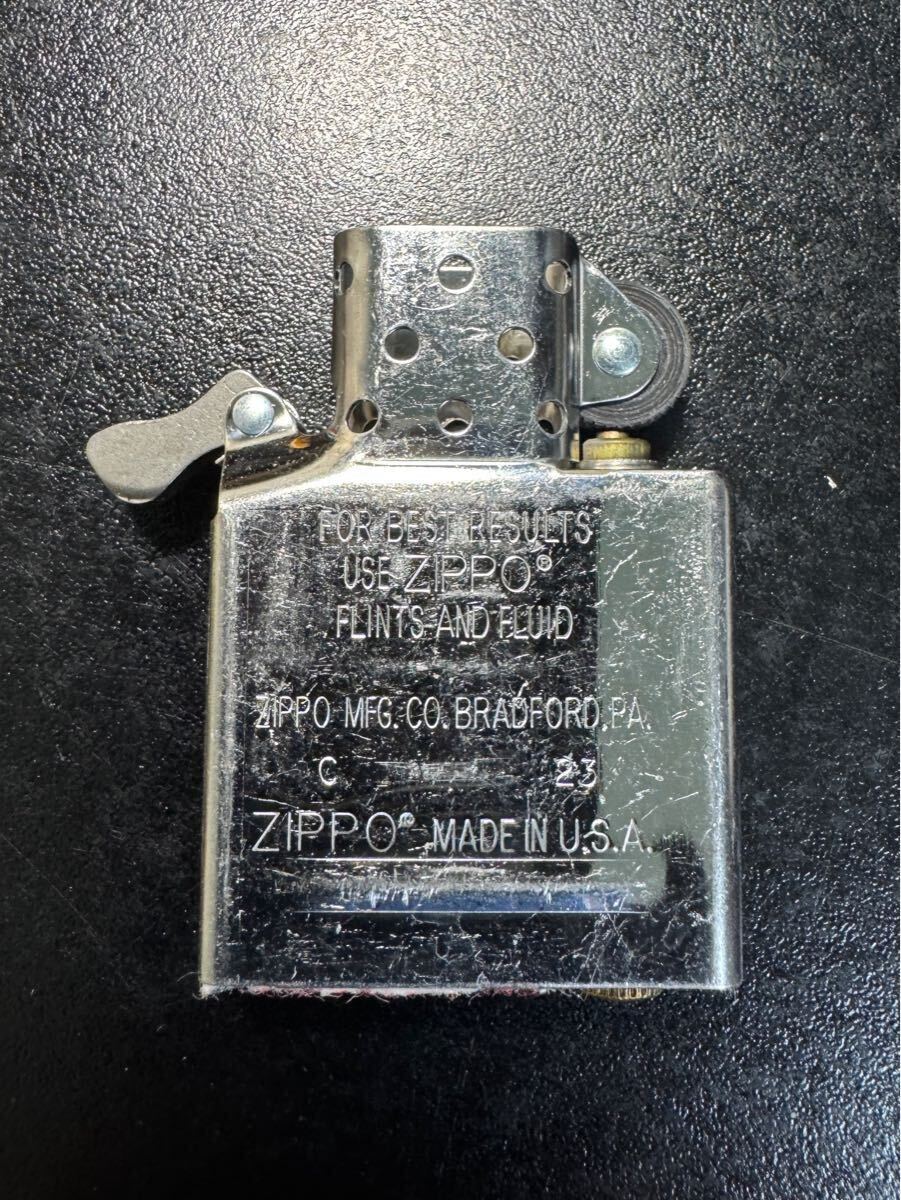 FOR BEST RESULTS
USE ZIPPO®
FLINTS AND FLUID
ZIPPO MFG. CO. BRADFORD, PA.
C 23
ZIPPO® MADE IN U.S.A.